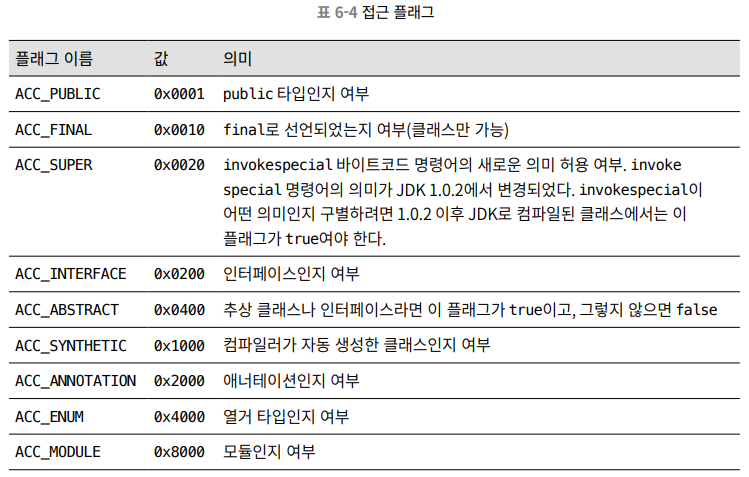 표 6-4 접근 플래그
플래그 이름 값 의미
ACC_PUBLIC 0x0001 public 타입인지 여부
ACC_FINAL 0x0010 final로 선언되었는지 여부(클래스만 가능)
ACC_SUPER 0x0020 invokespecial 바이트코드 명령어의 새로운 의미 허용 여부. invoke
special 명령어의 의미가 JDK 1.0.2에서 변경되었다. invokespecial이
어떤 의미인지 구별하려면 1.0.2 이후 JDK로 컴파일된 클래스에서는 이
플래그가 true여야 한다.
ACC_INTERFACE 0x0200 인터페이스인지 여부
ACC_ABSTRACT 0x0400 추상 클래스나 인터페이스라면 이 플래그가 true이고, 그렇지 않으면 false
ACC_SYNTHETIC 0x1000 컴파일러가 자동 생성한 클래스인지 여부
ACC_ANNOTATION 0x2000 애너테이션인지 여부
ACC_ENUM 0x4000 열거 타입인지 여부
ACC_MODULE 0x8000 모듈인지 여부